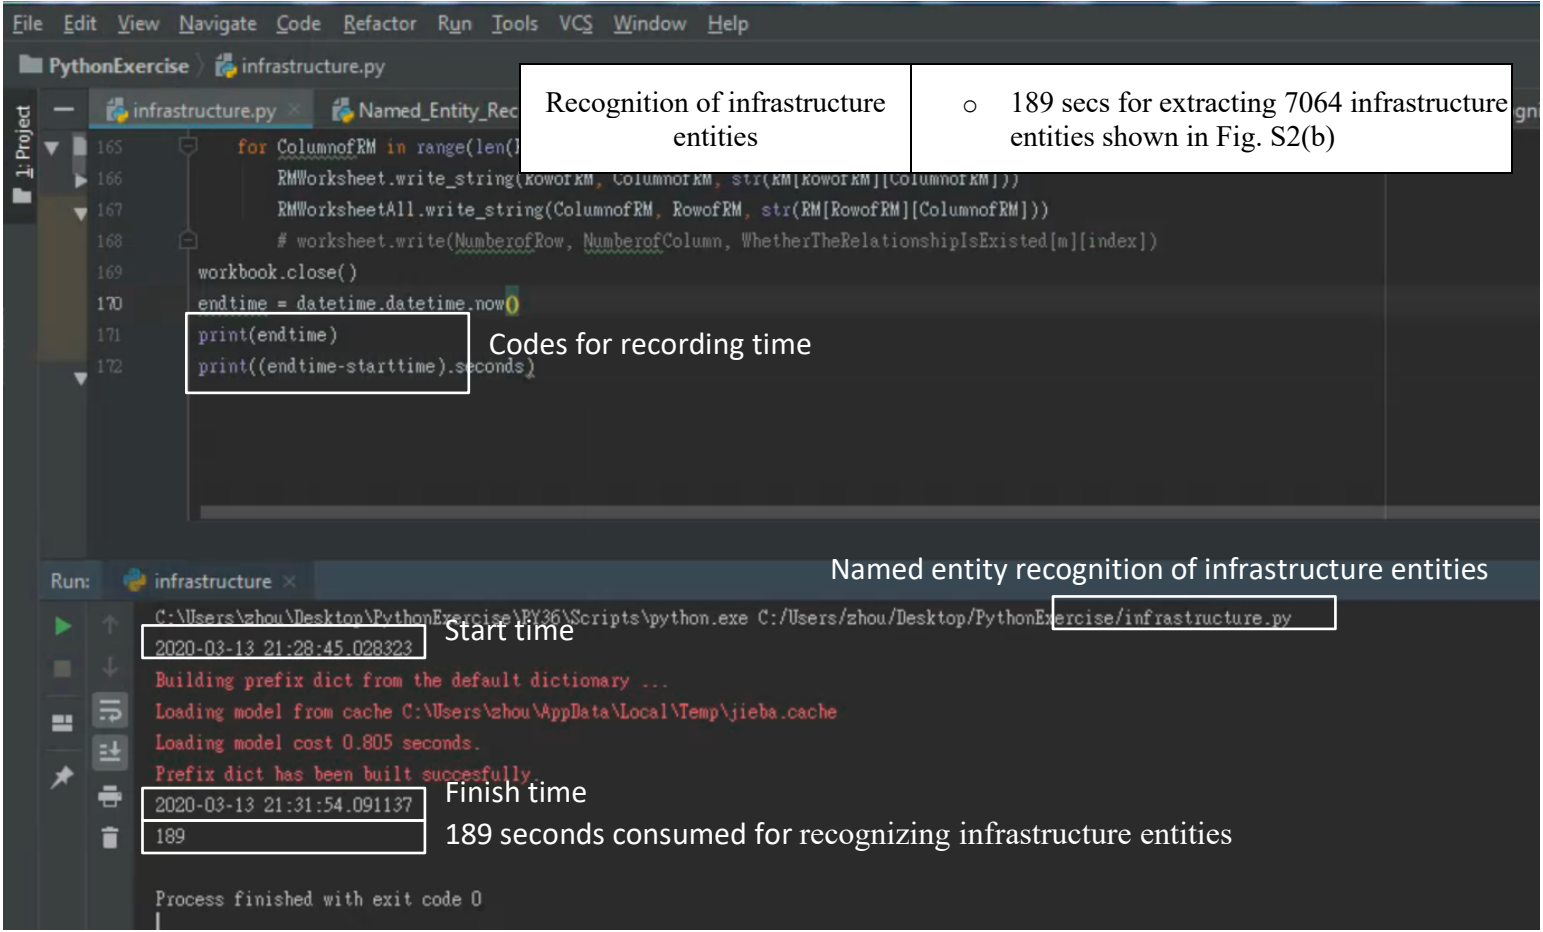 File Edit View Navigate Code Refactor Run Tools VCS Window Help
PythonExercise infrastructure.py
1: Project
infrastructure.py Named_Entity_Rec
Recognition of infrastructure
entities
○ 189 secs for extracting 7064 infrastructure
entities shown in Fig. S2(b)
165 for ColumnofRM in range(len(
166 RMWorksheet.write_string(RowofRM, ColumnofRM, str(RM[RowofRM][ColumnofRM]))
167 RMWorksheetAll.write_string(ColumnofRM, RowofRM, str(RM[RowofRM][ColumnofRM]))
168 # worksheet.write(NumberofRow, NumberofColumn, WhetherTheRelationshipIsExisted[m][index])
169 workbook.close()
170 endtime = datetime.datetime.now()
171 print(endtime)
172 print((endtime-starttime).seconds)
Codes for recording time
Run: infrastructure
Named entity recognition of infrastructure entities
C:\Users\zhou\Desktop\PythonExercise\PY36\Scripts\python.exe C:/Users/zhou/Desktop/PythonExercise/infrastructure.py
2020-03-13 21:28:45.028323
Start time
Building prefix dict from the default dictionary ...
Loading model from cache C:\Users\zhou\AppData\Local\Temp\jieba.cache
Loading model cost 0.805 seconds.
Prefix dict has been built succesfully.
2020-03-13 21:31:54.091137
Finish time
189
189 seconds consumed for recognizing infrastructure entities
Process finished with exit code 0